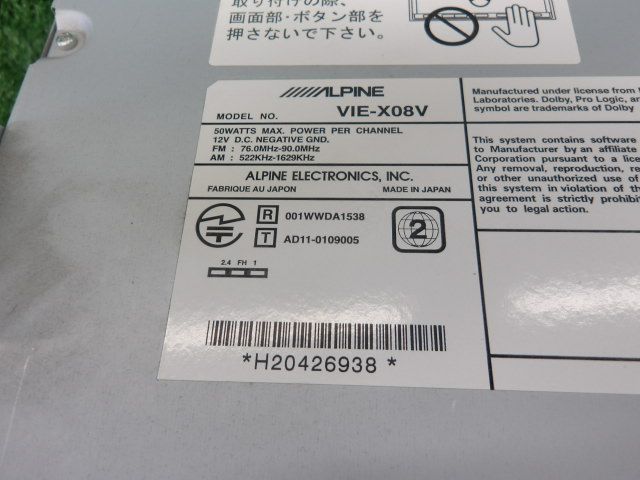 取り付けの際、
画面部・ボタン部を
押さないで下さい。
ALPINE
MODEL NO. VIE-X08V
50WATTS MAX. POWER PER CHANNEL
12V D.C. NEGATIVE GND.
FM : 76.0MHz-90.0MHz
AM : 522KHz-1629KHz
ALPINE ELECTRONICS, INC.
FABRIQUE AU JAPON MADE IN JAPAN
R 001WWDA1538
T AD11-0109005
2
2.4 FH 1
*H20426938*
Manufactured under license from
Laboratories. Dolby, Pro Logic, an
symbol are trademarks of Dolby
This system contains software
to Manufacturer by an affiliate
Corporation pursuant to a lice
Any removal, reproduction, re
or other unauthorized use of
this system in violation of th
agreement is strictly prohibit
you to legal action.